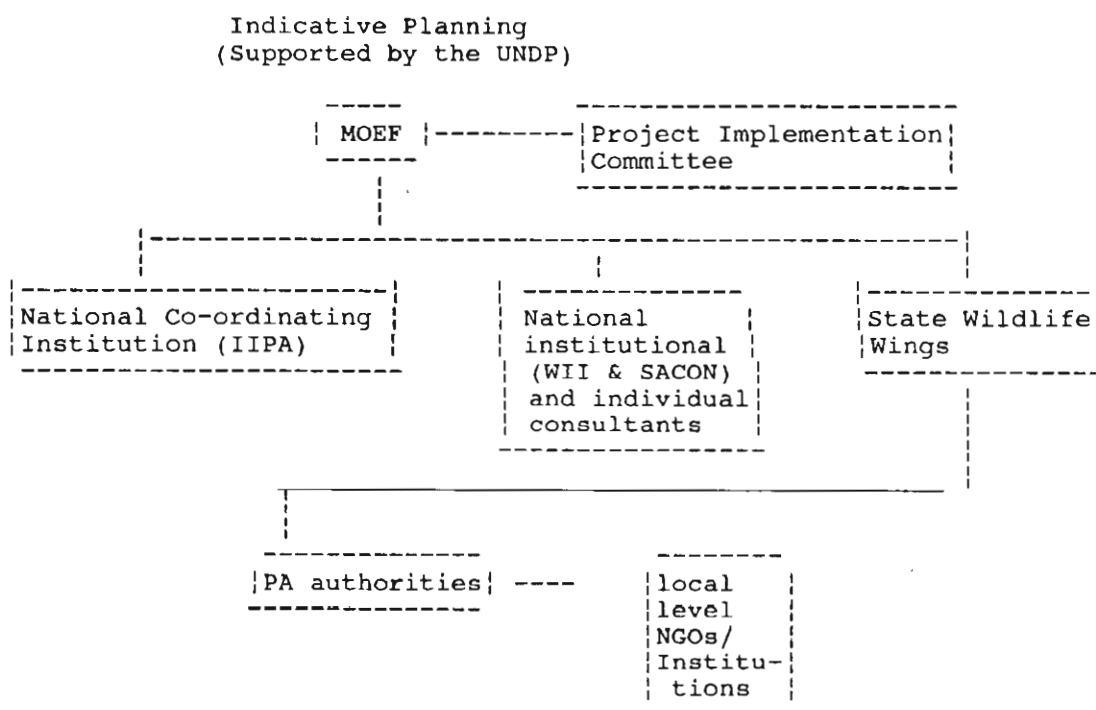 Indicative Planning
(Supported by the UNDP)
MOEF
Project Implementation
Committee
National Co-ordinating
Institution (IIPA)
National
institutional
(WII & SACON)
and individual
consultants
State Wildlife
Wings
PA authorities
local
level
NGOs/
Institu-
tions